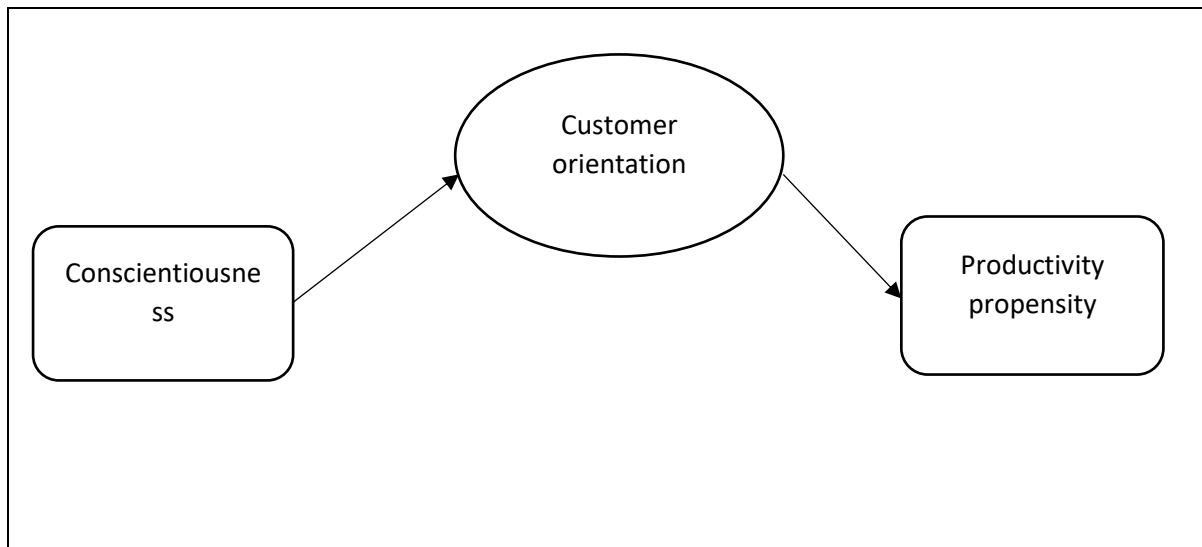 Customer
orientation
Conscientiousne
ss
Productivity
propensity